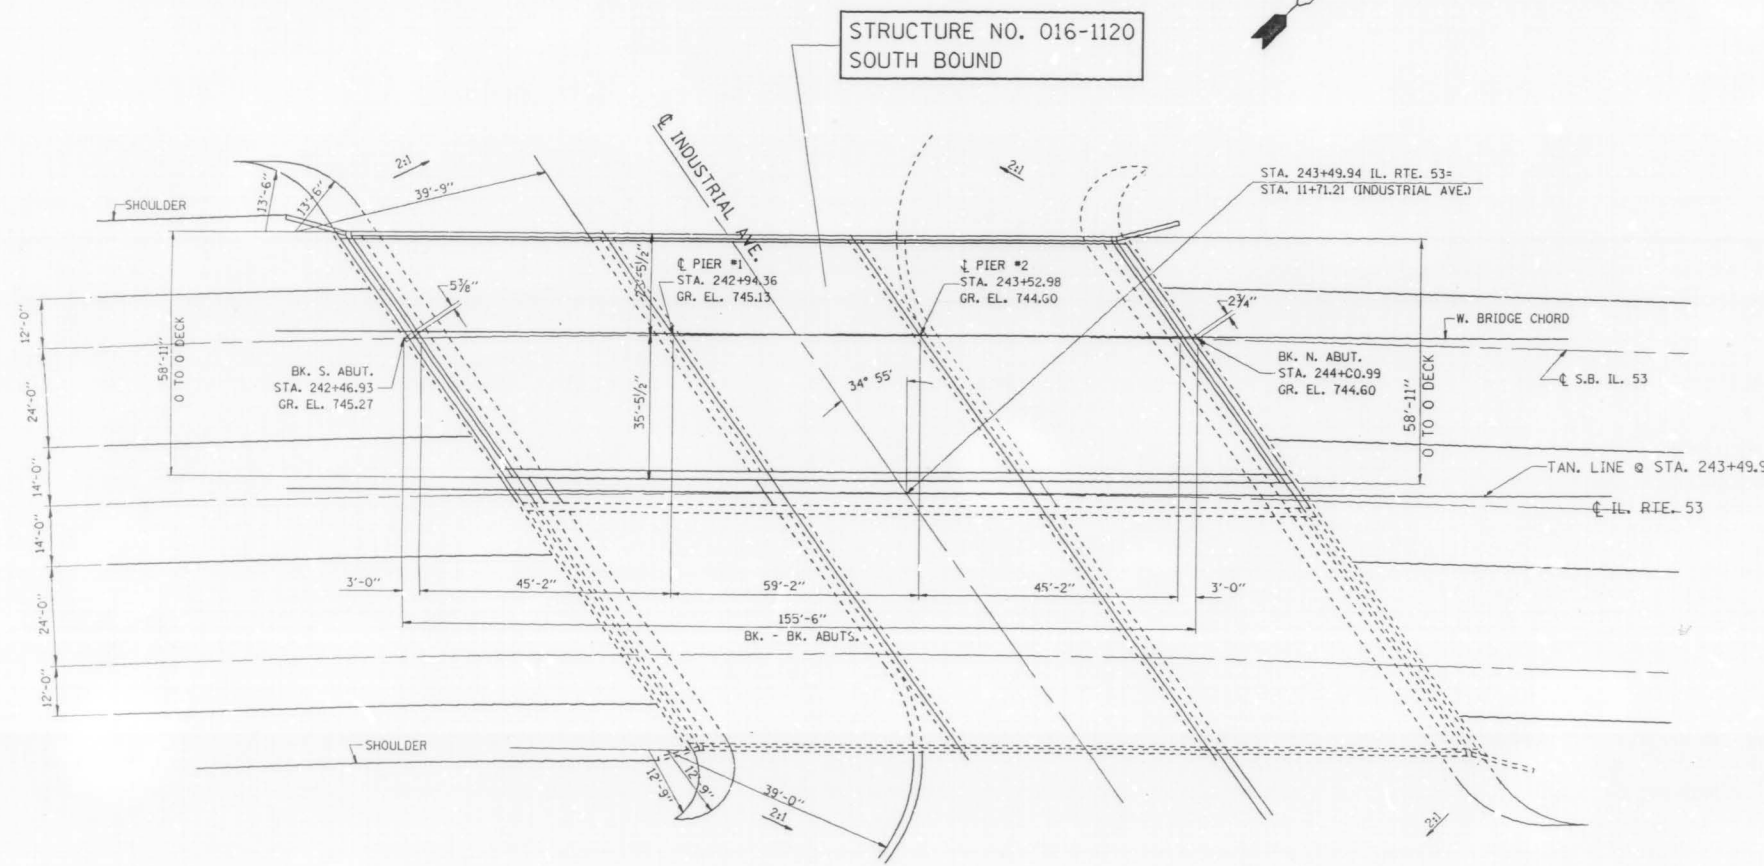 STRUCTURE NO. 016-1120
SOUTH BOUND
℄ INDUSTRIAL AVE.
2:1
2:1
STA. 243+49.94 IL. RTE. 53=
STA. 11+71.21 (INDUSTRIAL AVE.)
13'-6"
13'-6"
39'-9"
SHOULDER
℄ PIER #1
STA. 242+94.36
GR. EL. 745.13
℄ PIER #2
STA. 243+52.98
GR. EL. 744.60
23'-5½"
5⅜"
2¾"
W. BRIDGE CHORD
℄ S.B. IL. 53
12'-0"
58'-11"
O TO O DECK
BK. S. ABUT.
STA. 242+46.93
GR. EL. 745.27
34° 55'
BK. N. ABUT.
STA. 244+00.99
GR. EL. 744.60
58'-11"
O TO O DECK
24'-0"
35'-5½"
TAN. LINE @ STA. 243+49.9
℄ IL. RTE. 53
14'-0"
14'-0"
3'-0"
45'-2"
59'-2"
45'-2"
3'-0"
155'-6"
BK. - BK. ABUTS.
24'-0"
12'-0"
SHOULDER
12'-9"
12'-9"
39'-0"
2:1
2:1